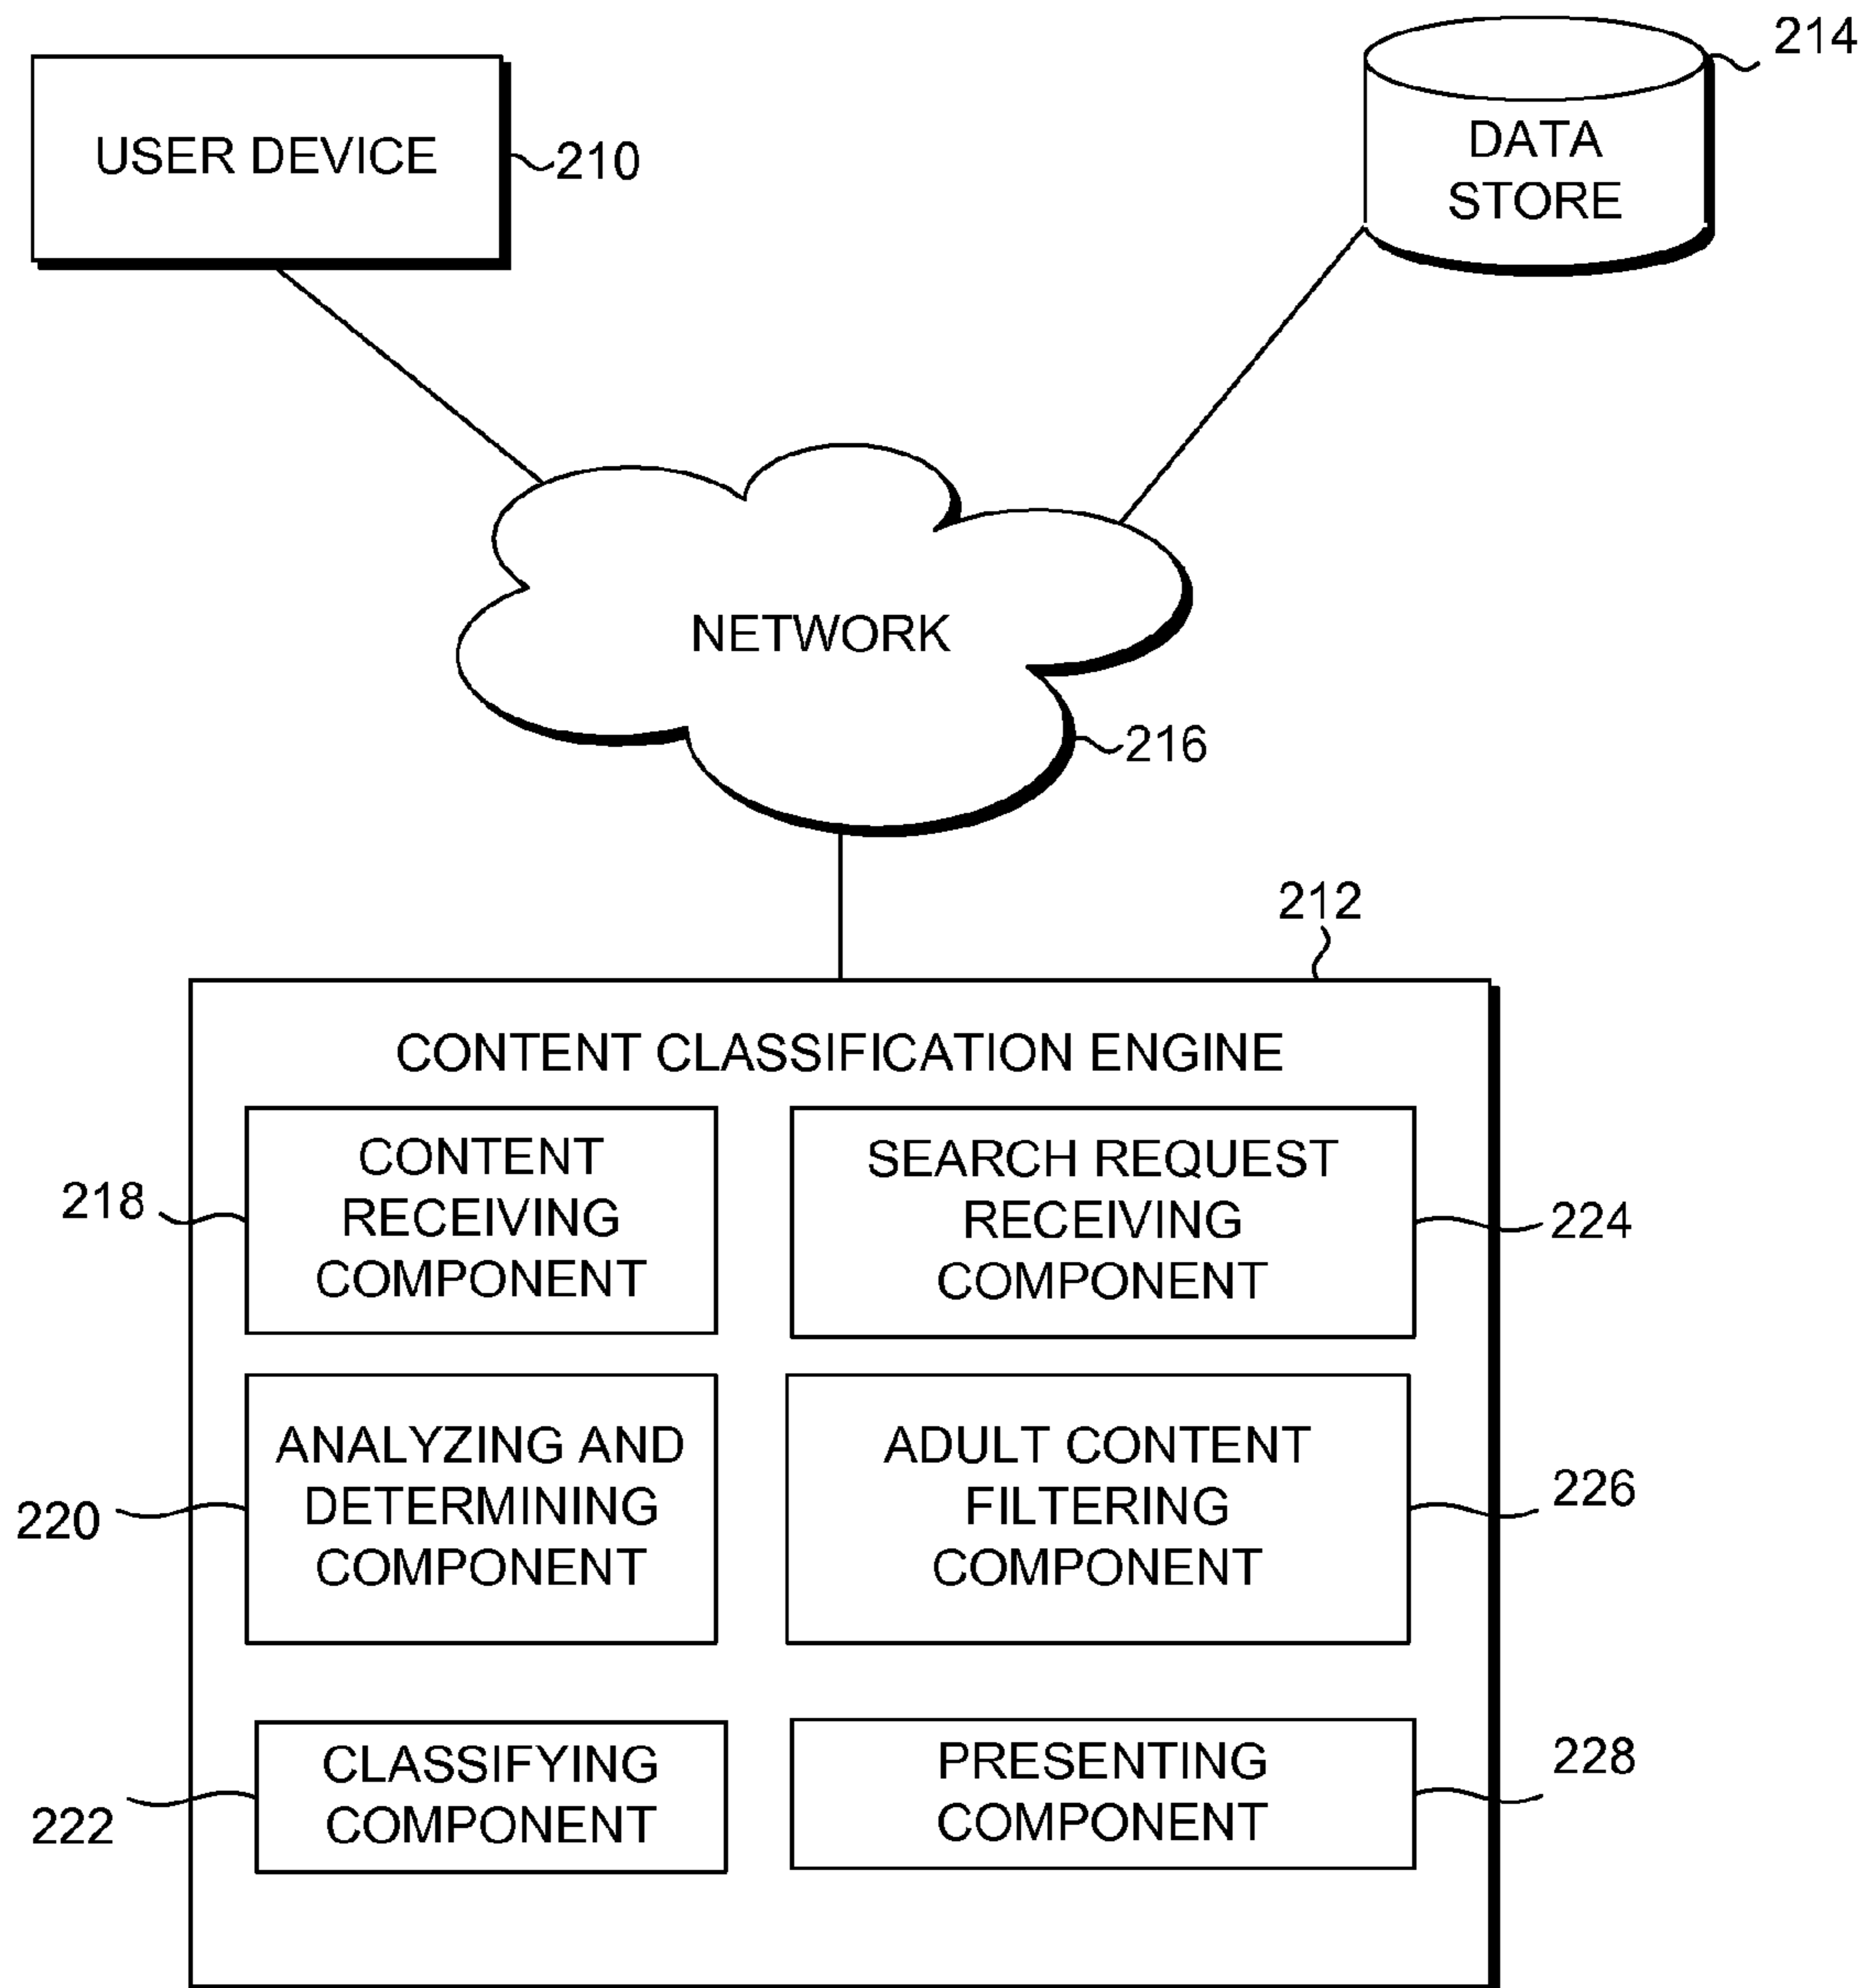 USER DEVICE
210
214
DATA
STORE
NETWORK
216
212
CONTENT CLASSIFICATION ENGINE
CONTENT
RECEIVING
COMPONENT
218
SEARCH REQUEST
RECEIVING
COMPONENT
224
ANALYZING AND
DETERMINING
COMPONENT
220
ADULT CONTENT
FILTERING
COMPONENT
226
CLASSIFYING
COMPONENT
222
PRESENTING
COMPONENT
228